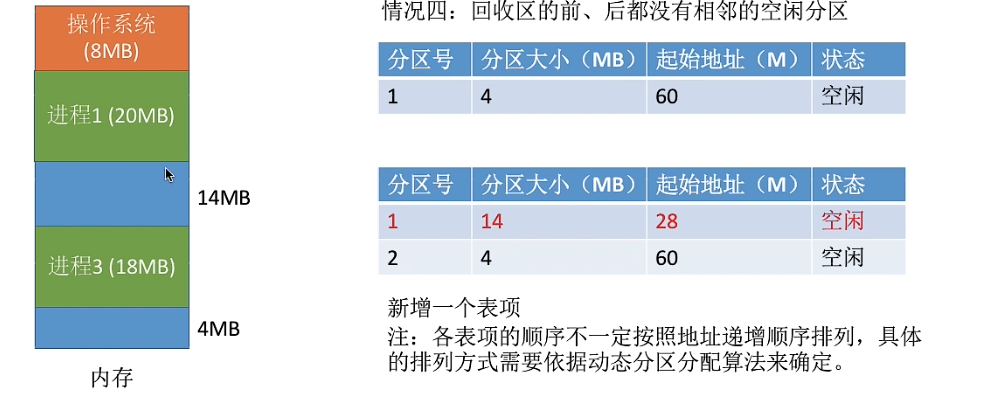 操作系统
(8MB)
进程1 (20MB)
14MB
进程3 (18MB)
4MB
内存
情况四：回收区的前、后都没有相邻的空闲分区
分区号 分区大小（MB） 起始地址（M） 状态
1 4 60 空闲
分区号 分区大小（MB） 起始地址（M） 状态
1 14 28 空闲
2 4 60 空闲
新增一个表项
注：各表项的顺序不一定按照地址递增顺序排列，具体
的排列方式需要依据动态分区分配算法来确定。